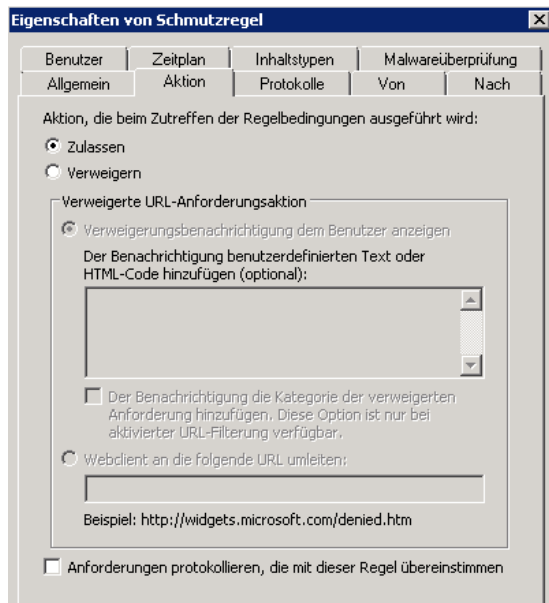 Eigenschaften von Schmutzregel
Benutzer Zeitplan Inhaltstypen Malwareüberprüfung
Allgemein Aktion Protokolle Von Nach
Aktion, die beim Zutreffen der Regelbedingungen ausgeführt wird:
Zulassen
Verweigern
Verweigerte URL-Anforderungsaktion
Verweigerungsbenachrichtigung dem Benutzer anzeigen
Der Benachrichtigung benutzerdefinierten Text oder
HTML-Code hinzufügen (optional):
Der Benachrichtigung die Kategorie der verweigerten
Anforderung hinzufügen. Diese Option ist nur bei
aktivierter URL-Filterung verfügbar.
Webclient an die folgende URL umleiten:
Beispiel: http://widgets.microsoft.com/denied.htm
Anforderungen protokollieren, die mit dieser Regel übereinstimmen